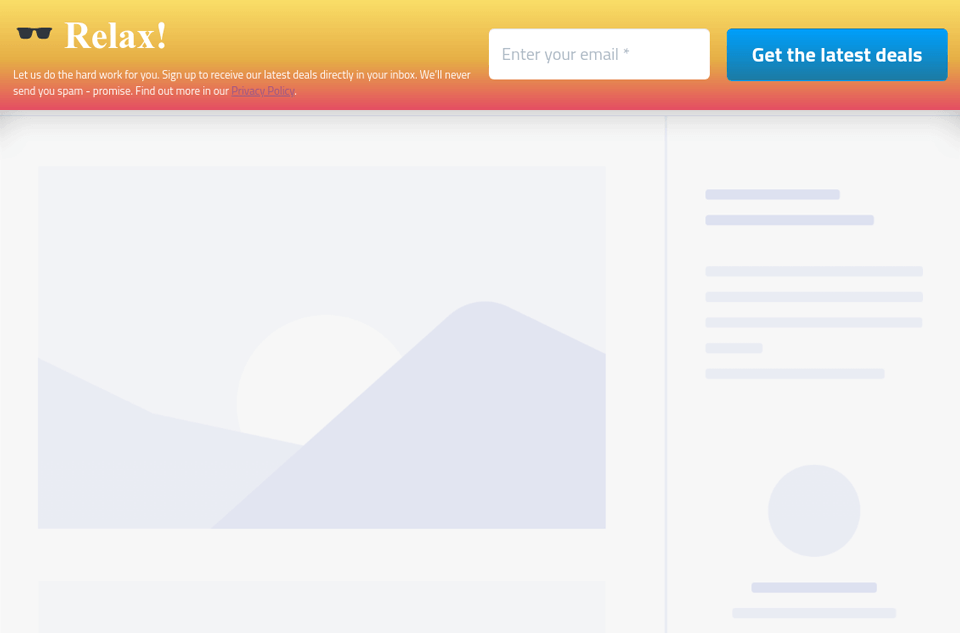 🕶️ Relax!
Let us do the hard work for you. Sign up to receive our latest deals directly in your inbox. We'll never
send you spam - promise. Find out more in our Privacy Policy.
Enter your email *
Get the latest deals